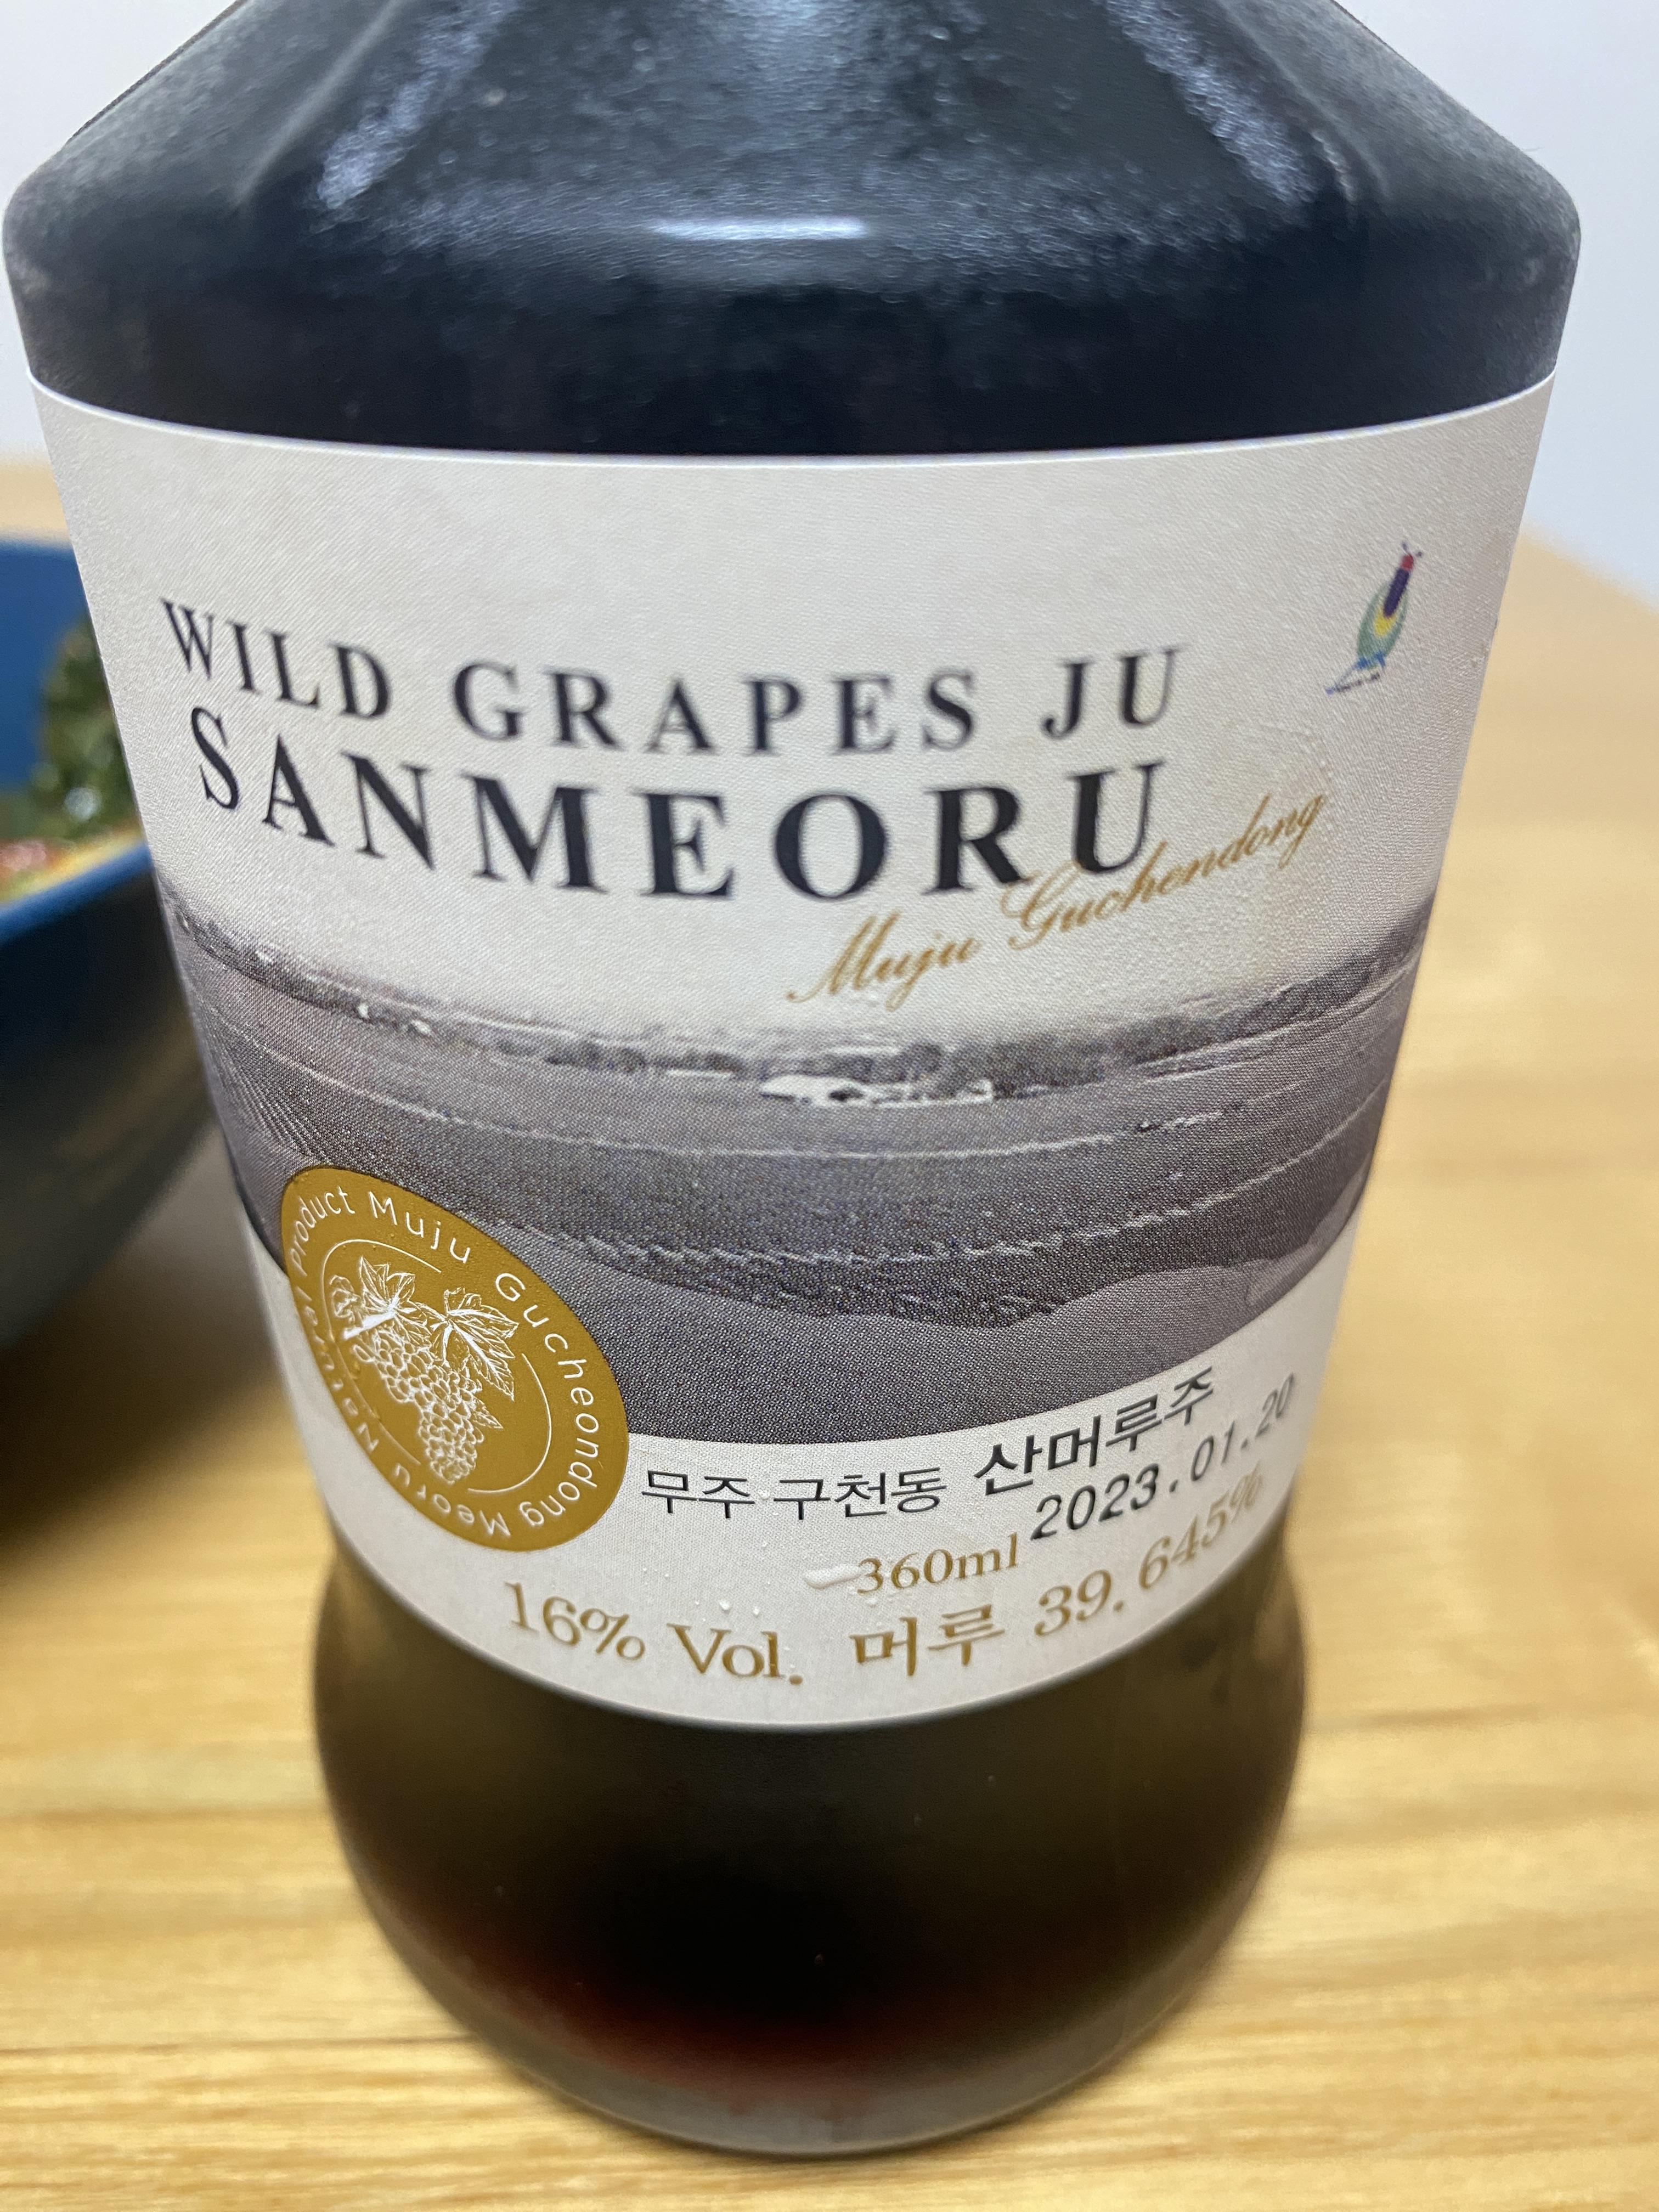 WILD GRAPES JU
SANMEORU
Muju Guchendong
Natural Product Muju Gucheondong Meoru
무주 구천동 산머루주
2023.01.20
360ml
16% Vol. 머루 39.645%